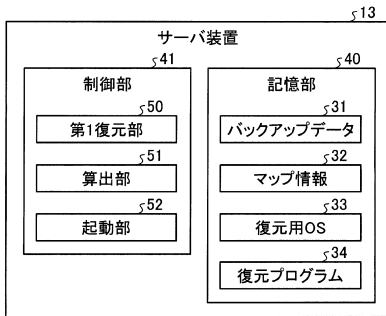 13
サーバ装置
41
制御部
50
第1復元部
51
算出部
52
起動部
40
記憶部
31
バックアップデータ
32
マップ情報
33
復元用OS
34
復元プログラム